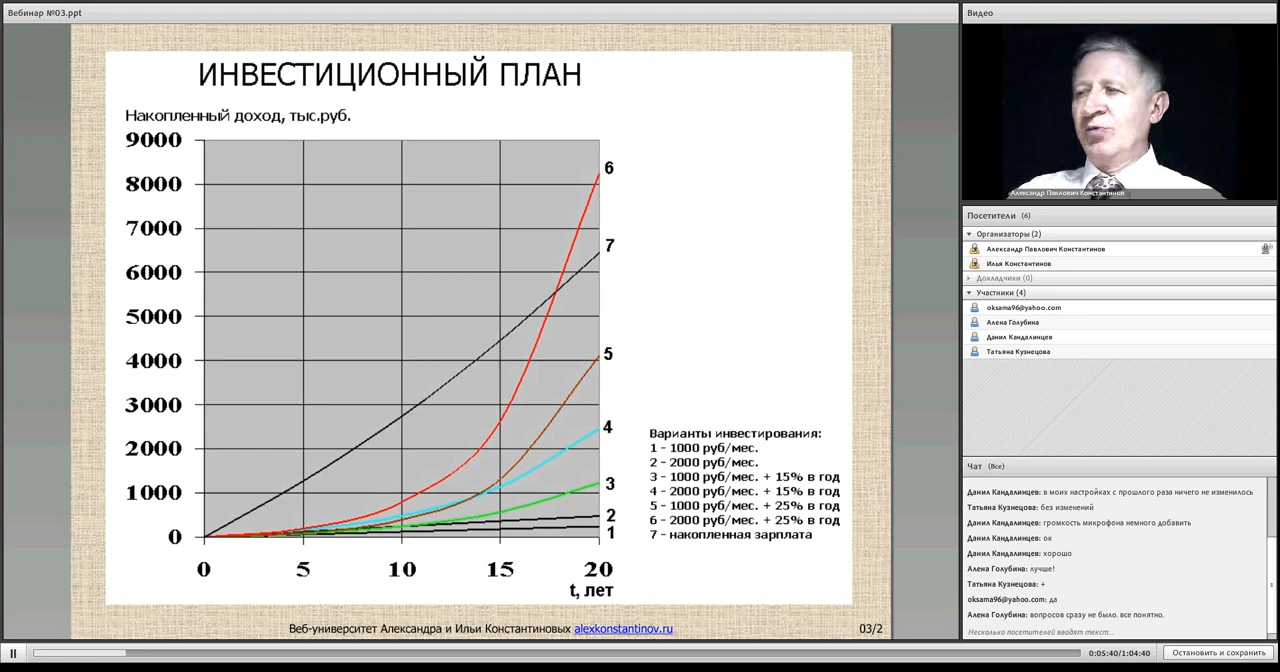 Вебинар №03.ppt
ИНВЕСТИЦИОННЫЙ ПЛАН
Накопленный доход, тыс.руб.
9000
8000
7000
6000
5000
4000
3000
2000
1000
0
6
7
5
4
3
2
1
0 5 10 15 20
t, лет
Варианты инвестирования:
1 - 1000 руб/мес.
2 - 2000 руб/мес.
3 - 1000 руб/мес. + 15% в год
4 - 2000 руб/мес. + 15% в год
5 - 1000 руб/мес. + 25% в год
6 - 2000 руб/мес. + 25% в год
7 - накопленная зарплата
Веб-университет Александра и Ильи Константиновых alexkonstantinov.ru
03/2
Видео
Александр Павлович Константинов
Посетители (6)
Организаторы (2)
Александр Павлович Константинов
Илья Константинов
Докладчики (0)
Участники (4)
oksama96@yahoo.com
Алена Голубина
Данил Кандалинцев
Татьяна Кузнецова
Чат (Все)
Данил Кандалинцев: в моих настройках с прошлого раза ничего не изменилось
Татьяна Кузнецова: без изменений
Данил Кандалинцев: громкость микрофона немного добавить
Данил Кандалинцев: ок
Данил Кандалинцев: хорошо
Алена Голубина: лучше!
Татьяна Кузнецова: +
oksama96@yahoo.com: да
Алена Голубина: вопросов сразу не было. все понятно.
Несколько посетителей вводят текст...
0:05:40/1:04:40
Остановить и сохранить